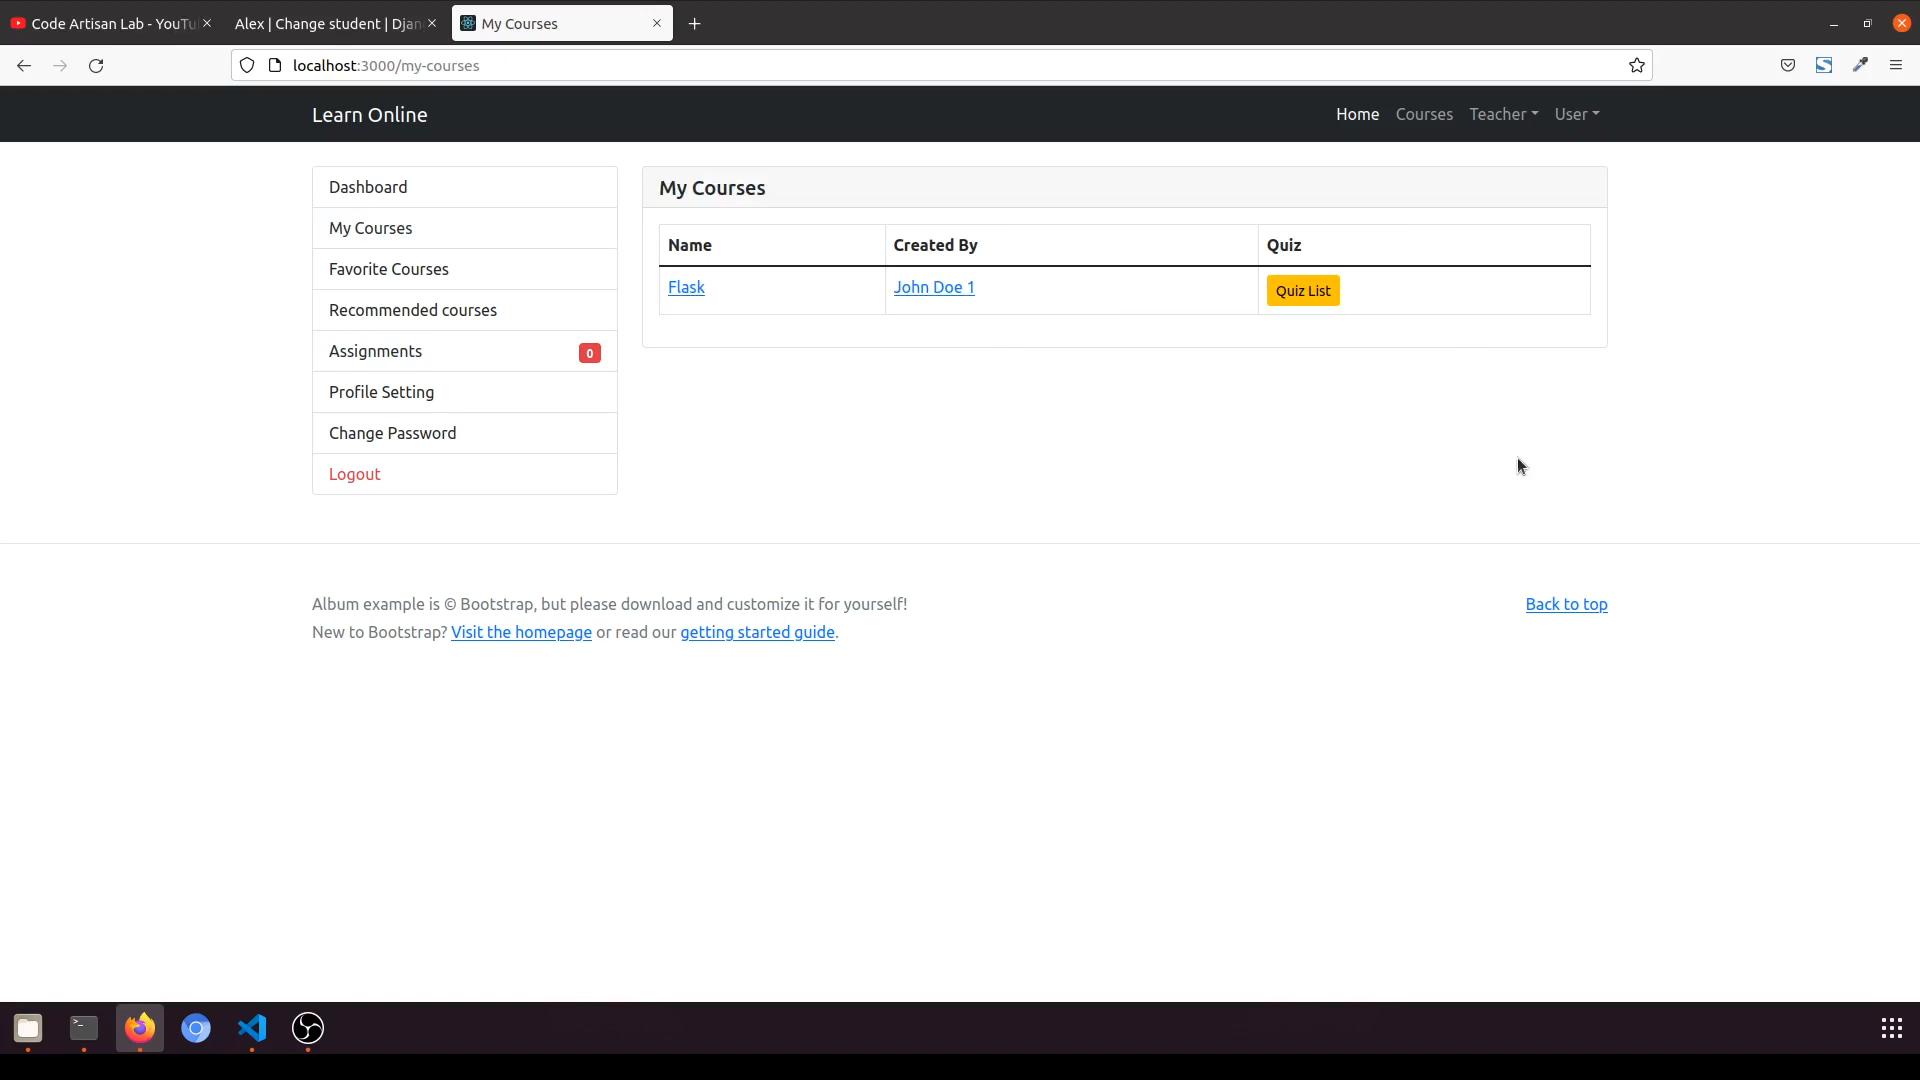 Code Artisan Lab - YouTu
Alex | Change student | Djan
My Courses
localhost:3000/my-courses
Learn Online
Home
Courses
Teacher
User
Dashboard
My Courses
Favorite Courses
Recommended courses
Assignments
0
Profile Setting
Change Password
Logout
My Courses
Name
Created By
Quiz
Flask
John Doe 1
Quiz List
Album example is © Bootstrap, but please download and customize it for yourself!
New to Bootstrap? Visit the homepage or read our getting started guide.
Back to top